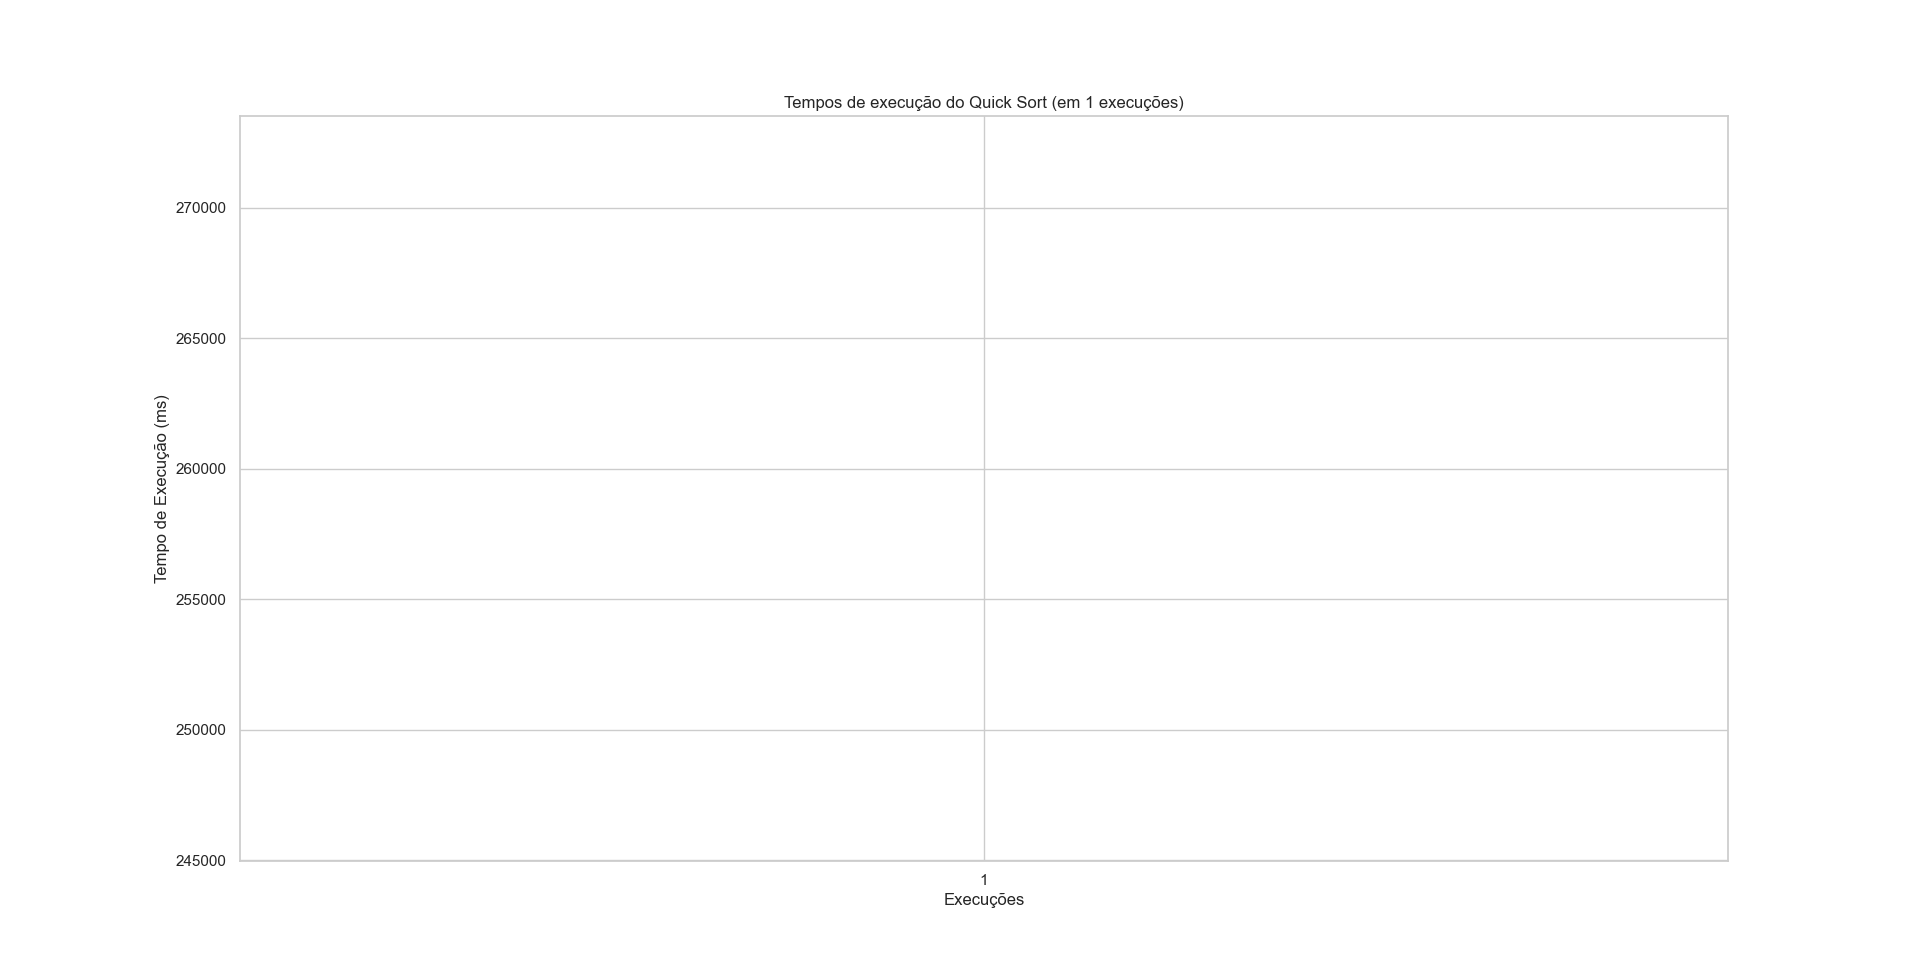 Tempos de execução do Quick Sort (em 1 execuções)
270000
265000
260000
255000
250000
245000
Tempo de Execução (ms)
1
Execuções